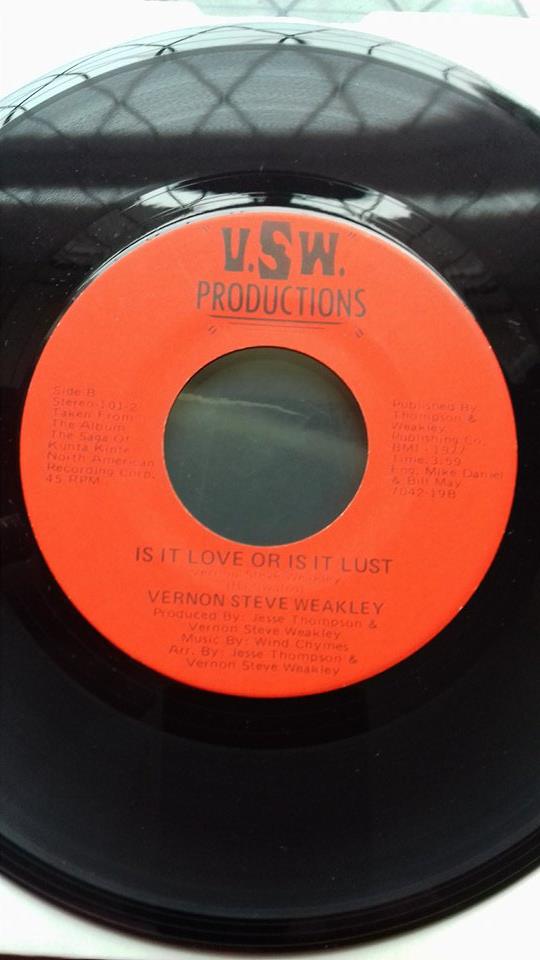 V.S.W.
PRODUCTIONS
Side B
Stereo-101-2
Taken From
The Album
The Saga Of
Kunta Kinte
North American
Recording Corp.
45 RPM
Published By
Thompson &
Weakley
Publishing Co.
BMI - 1977
Time: 3:59
Eng. Mike Daniel
& Bill May
7042-19B
IS IT LOVE OR IS IT LUST
Vernon Steve Weakley
VERNON STEVE WEAKLEY
Produced By: Jesse Thompson &
Vernon Steve Weakley
Music By: Wind Chymes
Arr. By: Jesse Thompson &
Vernon Steve Weakley